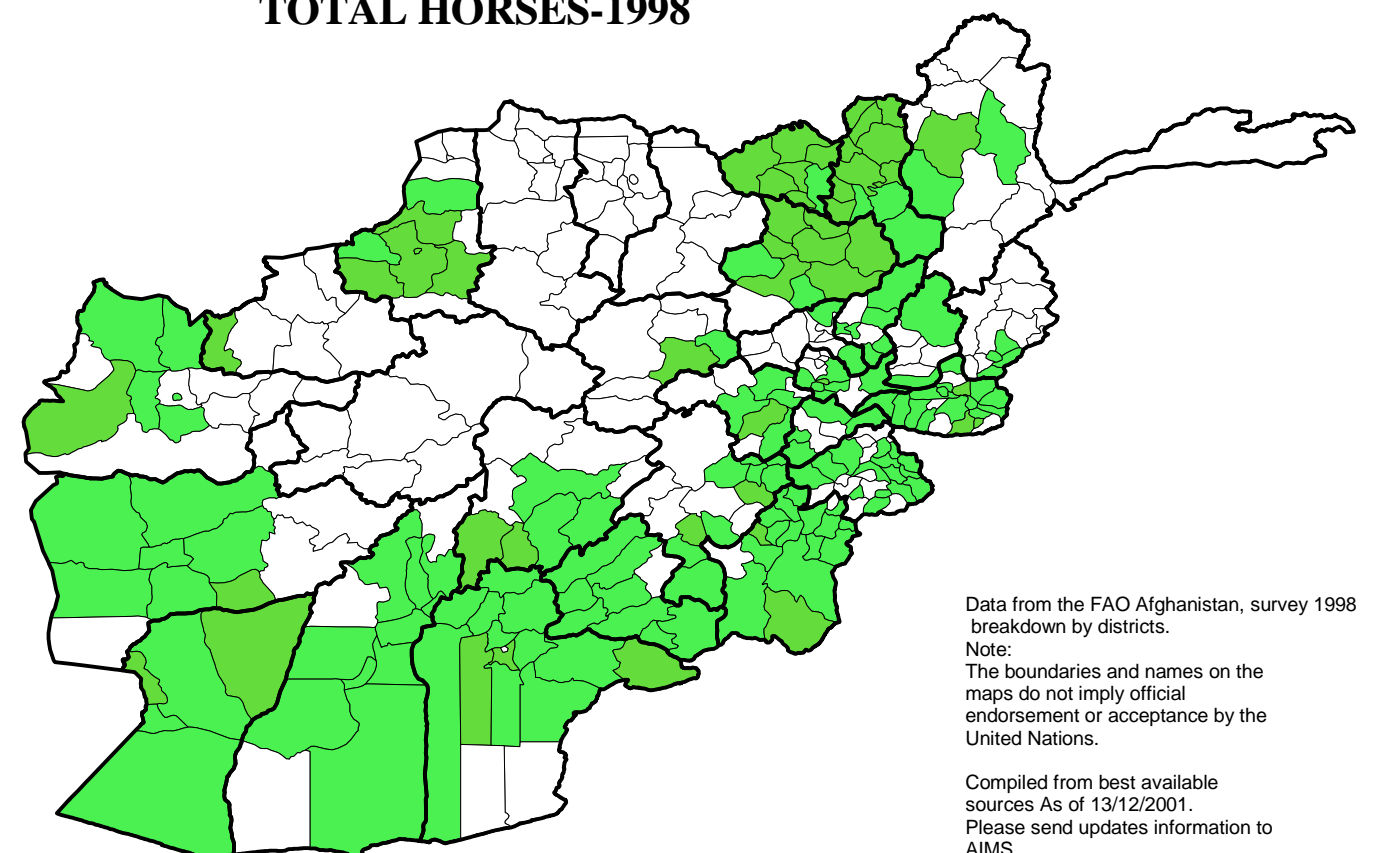 TOTAL HORSES-1998
Data from the FAO Afghanistan, survey 1998
breakdown by districts.
Note:
The boundaries and names on the
maps do not imply official
endorsement or acceptance by the
United Nations.
Compiled from best available
sources As of 13/12/2001.
Please send updates information to
AIMS